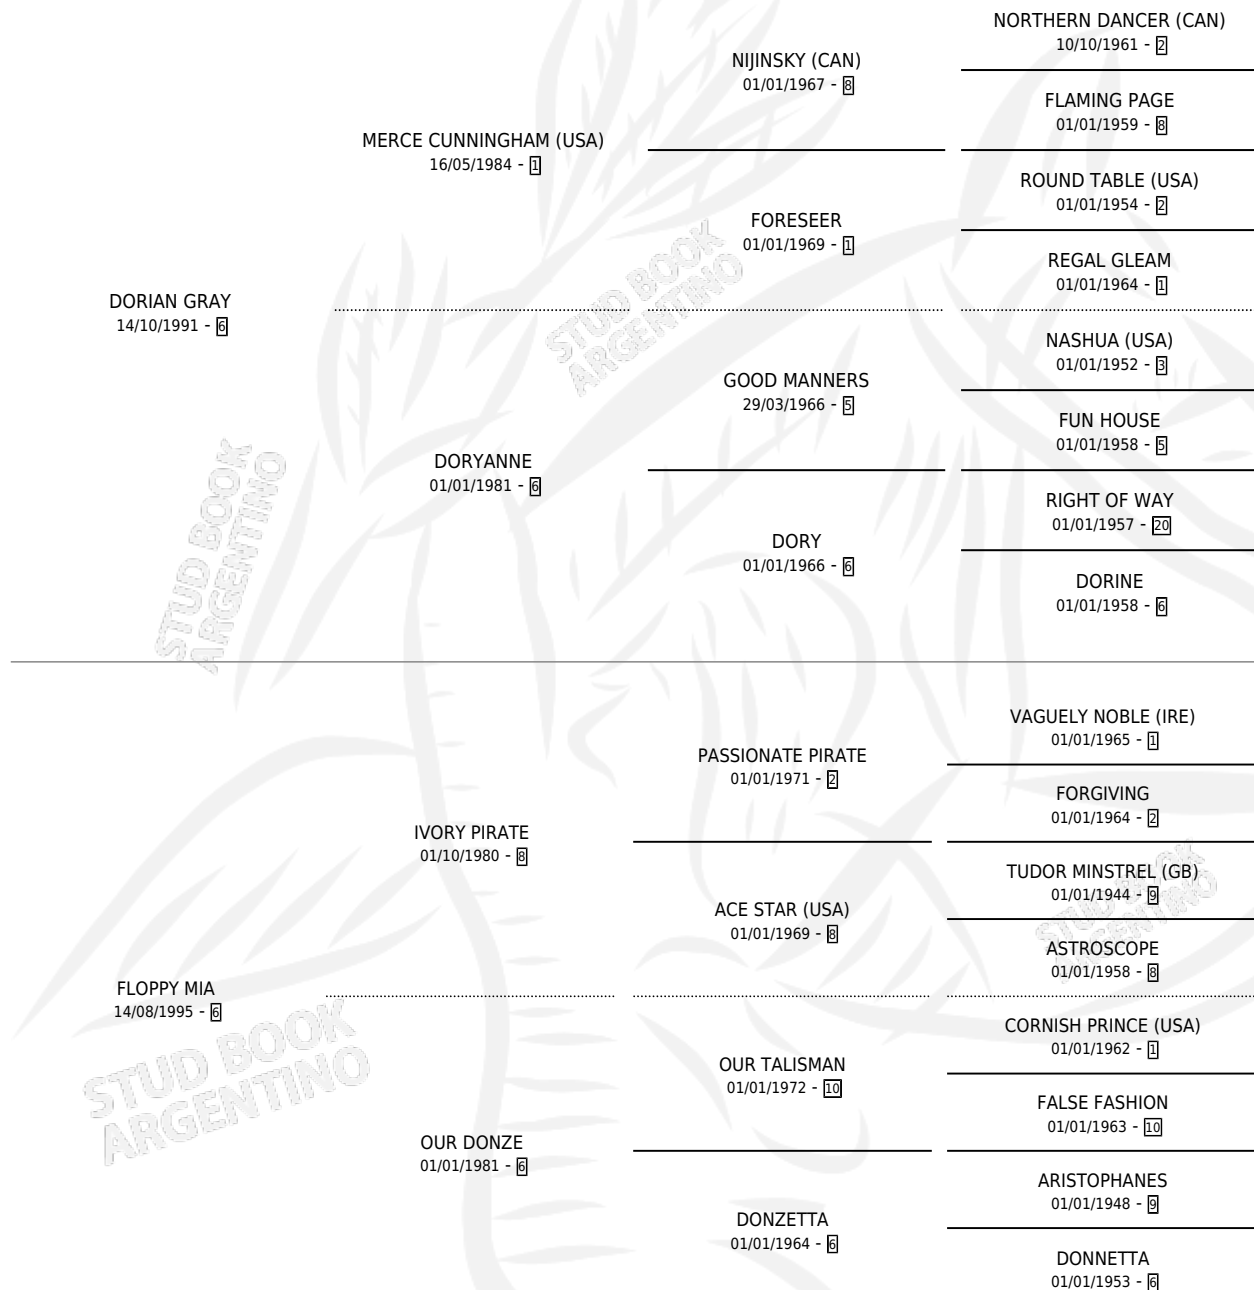 NORTHERN DANCER (CAN)
10/10/1961 - 2
NIJINSKY (CAN)
01/01/1967 - 8
FLAMING PAGE
01/01/1959 - 8
MERCE CUNNINGHAM (USA)
16/05/1984 - 1
ROUND TABLE (USA)
01/01/1954 - 2
FORESEER
01/01/1969 - 1
REGAL GLEAM
01/01/1964 - 1
DORIAN GRAY
14/10/1991 - 6
NASHUA (USA)
01/01/1952 - 3
GOOD MANNERS
29/03/1966 - 5
FUN HOUSE
01/01/1958 - 5
DORYANNE
01/01/1981 - 6
RIGHT OF WAY
01/01/1957 - 20
DORY
01/01/1966 - 6
DORINE
01/01/1958 - 6
STUD BOOK
ARGENTINO
STUD BOOK
ARGENTINO
VAGUELY NOBLE (IRE)
01/01/1965 - 1
PASSIONATE PIRATE
01/01/1971 - 2
FORGIVING
01/01/1964 - 2
IVORY PIRATE
01/10/1980 - 8
TUDOR MINSTREL (GB)
01/01/1944 - 9
ACE STAR (USA)
01/01/1969 - 8
ASTROSCOPE
01/01/1958 - 8
STUD BOOK
ARGENTINO
FLOPPY MIA
14/08/1995 - 6
CORNISH PRINCE (USA)
01/01/1962 - 1
OUR TALISMAN
01/01/1972 - 10
FALSE FASHION
01/01/1963 - 10
OUR DONZE
01/01/1981 - 6
ARISTOPHANES
01/01/1948 - 9
DONZETTA
01/01/1964 - 6
DONNETTA
01/01/1953 - 6
STUD BOOK
ARGENTINO